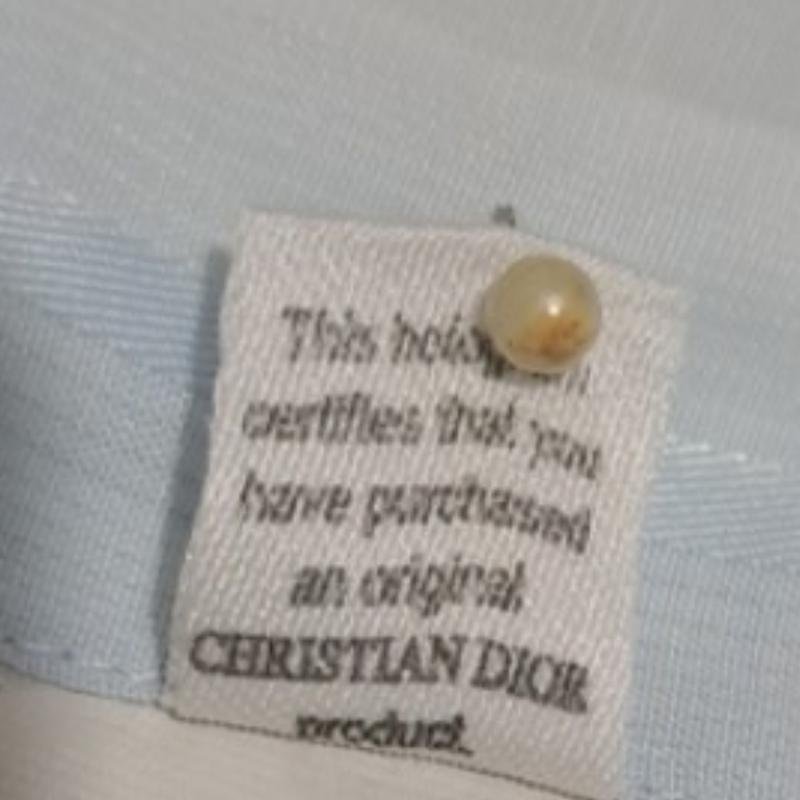 This
certifies that you
have purchased
an original
CHRISTIAN DIOR
product.